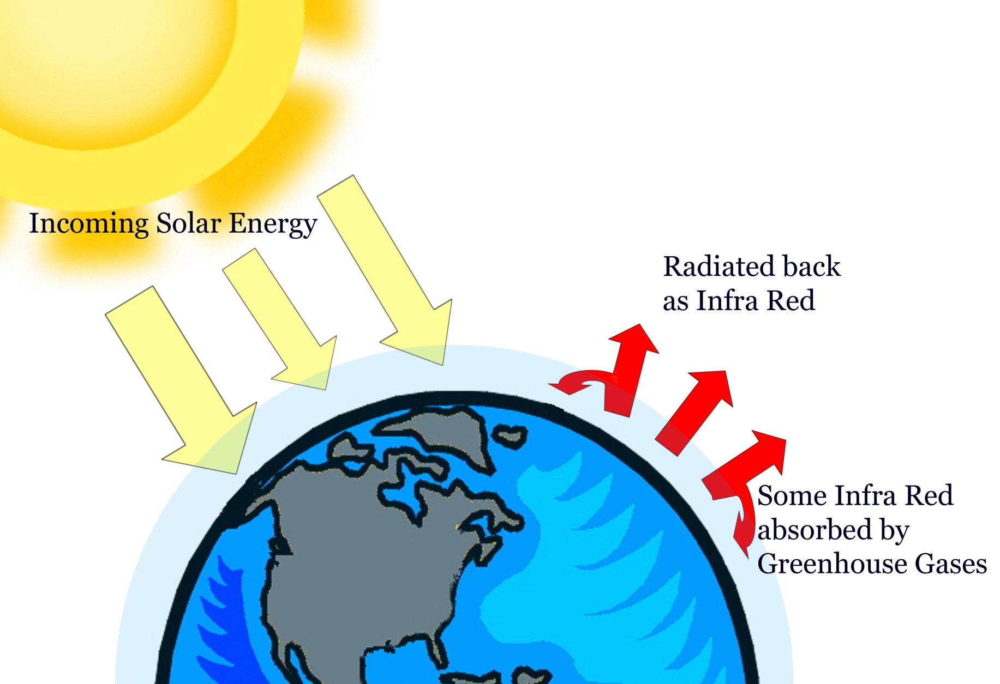 Incoming Solar Energy
Radiated back
as Infra Red
Some Infra Red
absorbed by
Greenhouse Gases